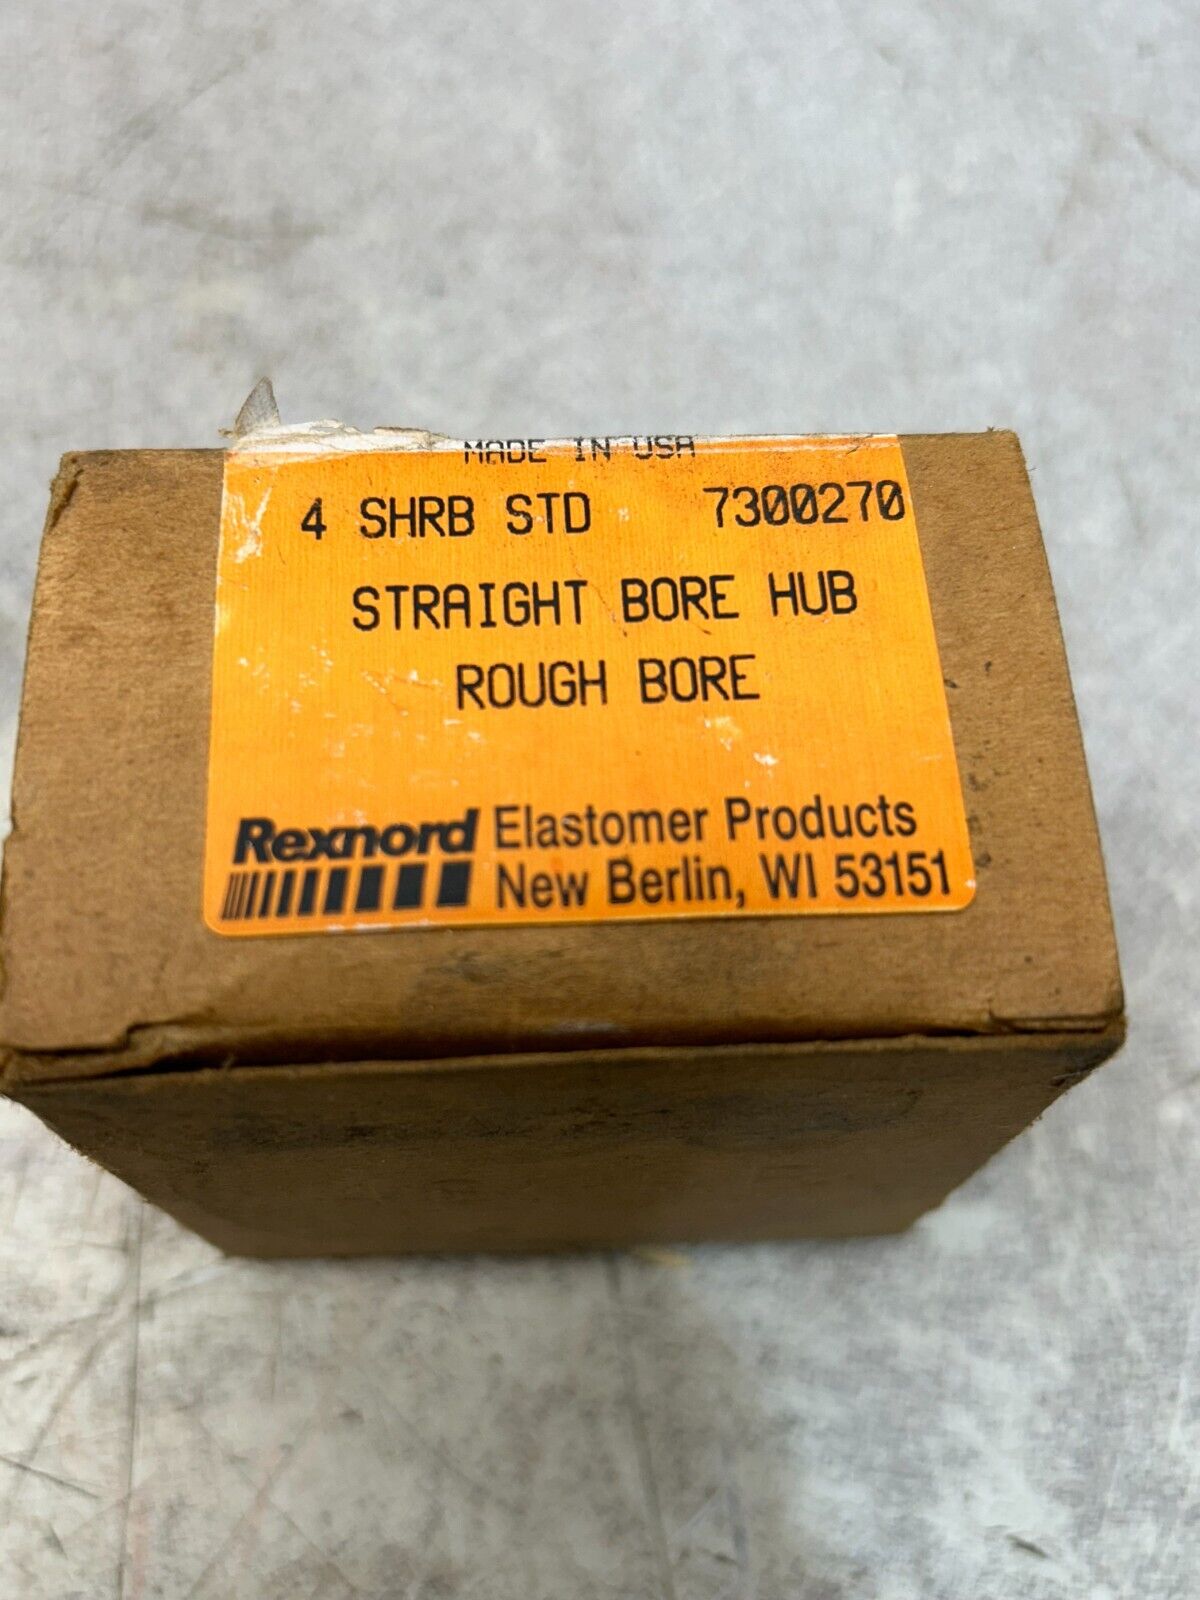 MADE IN USA
4 SHRB STD 7300270
STRAIGHT BORE HUB
ROUGH BORE
Rexnord Elastomer Products
New Berlin, WI 53151